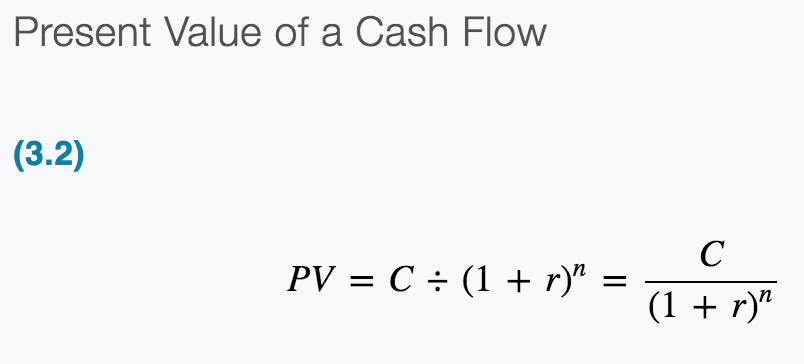 Present Value of a Cash Flow
(3.2)
PV = C ÷ (1 + r)ⁿ = C / (1 + r)ⁿ